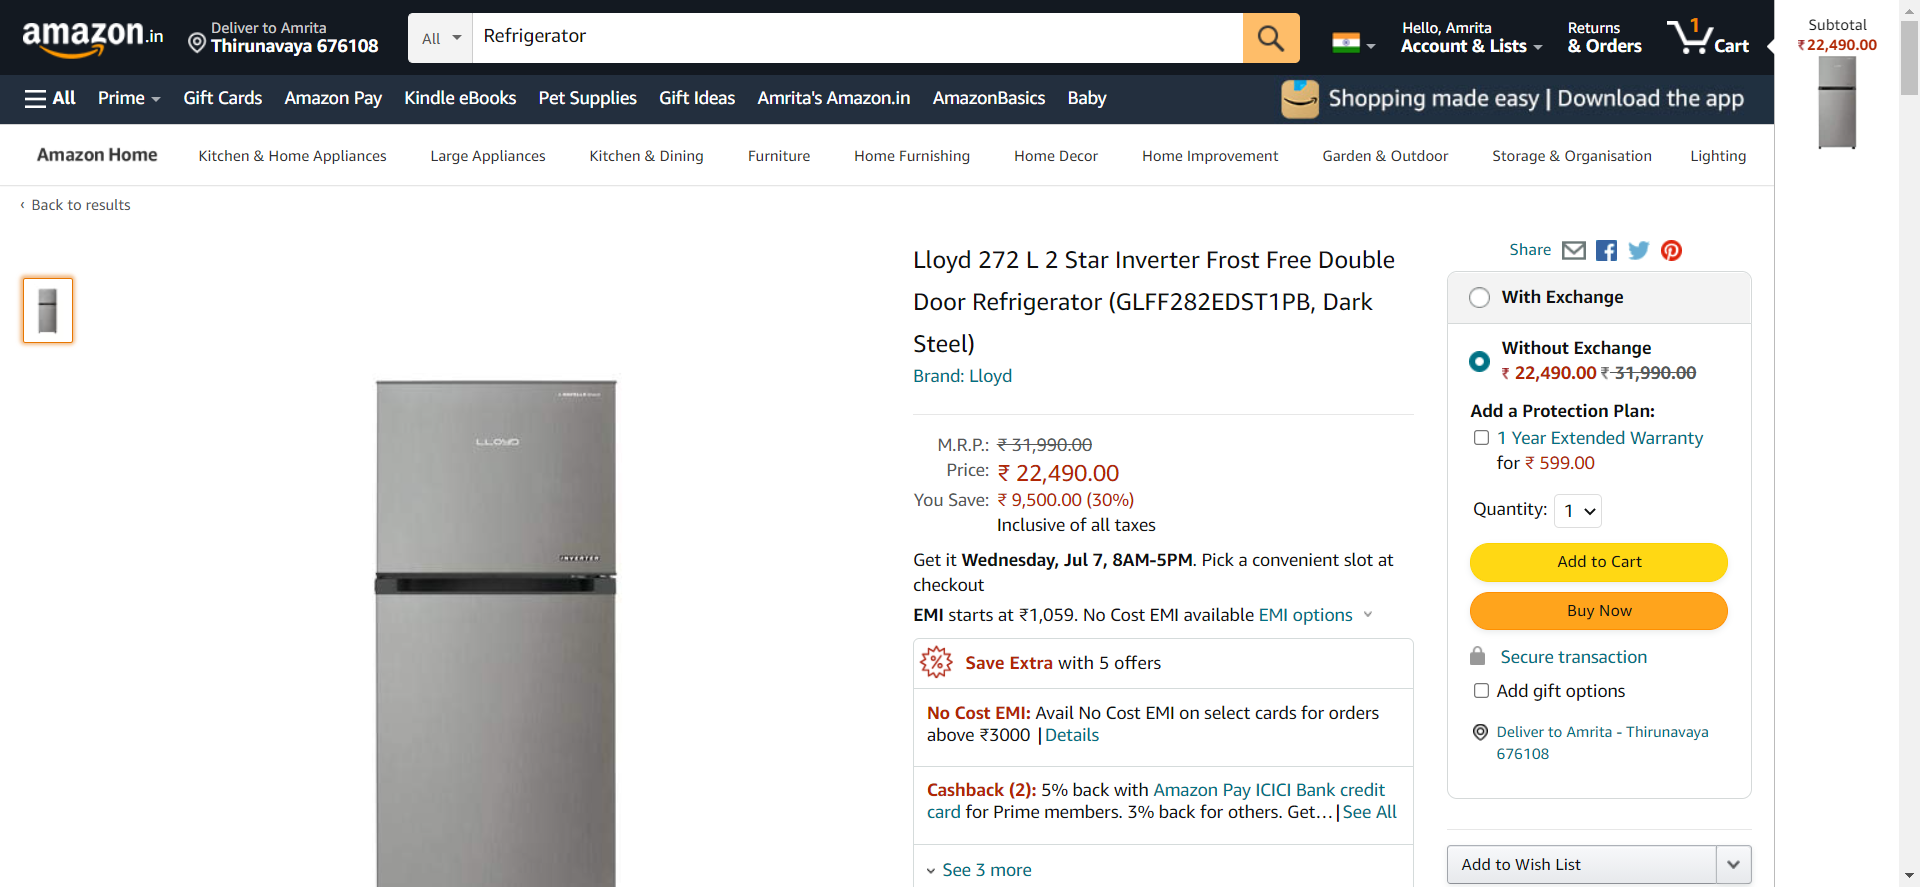 amazon.in
Deliver to Amrita
Thirunavaya 676108
All
Refrigerator
Hello, Amrita
Account & Lists
Returns
& Orders
1
Cart
Subtotal
₹22,490.00
All
Prime
Gift Cards
Amazon Pay
Kindle eBooks
Pet Supplies
Gift Ideas
Amrita's Amazon.in
AmazonBasics
Baby
Shopping made easy | Download the app
Amazon Home
Kitchen & Home Appliances
Large Appliances
Kitchen & Dining
Furniture
Home Furnishing
Home Decor
Home Improvement
Garden & Outdoor
Storage & Organisation
Lighting
‹ Back to results
LLOYD
INVERTER
Lloyd 272 L 2 Star Inverter Frost Free Double
Door Refrigerator (GLFF282EDST1PB, Dark
Steel)
Brand: Lloyd
M.R.P.: ₹ 31,990.00
Price: ₹ 22,490.00
You Save: ₹ 9,500.00 (30%)
Inclusive of all taxes
Get it Wednesday, Jul 7, 8AM-5PM. Pick a convenient slot at
checkout
EMI starts at ₹1,059. No Cost EMI available EMI options
% Save Extra with 5 offers
No Cost EMI: Avail No Cost EMI on select cards for orders
above ₹3000 | Details
Cashback (2): 5% back with Amazon Pay ICICI Bank credit
card for Prime members. 3% back for others. Get… | See All
See 3 more
Share
With Exchange
Without Exchange
₹ 22,490.00 ₹ 31,990.00
Add a Protection Plan:
1 Year Extended Warranty
for ₹ 599.00
Quantity: 1
Add to Cart
Buy Now
Secure transaction
Add gift options
Deliver to Amrita - Thirunavaya
676108
Add to Wish List